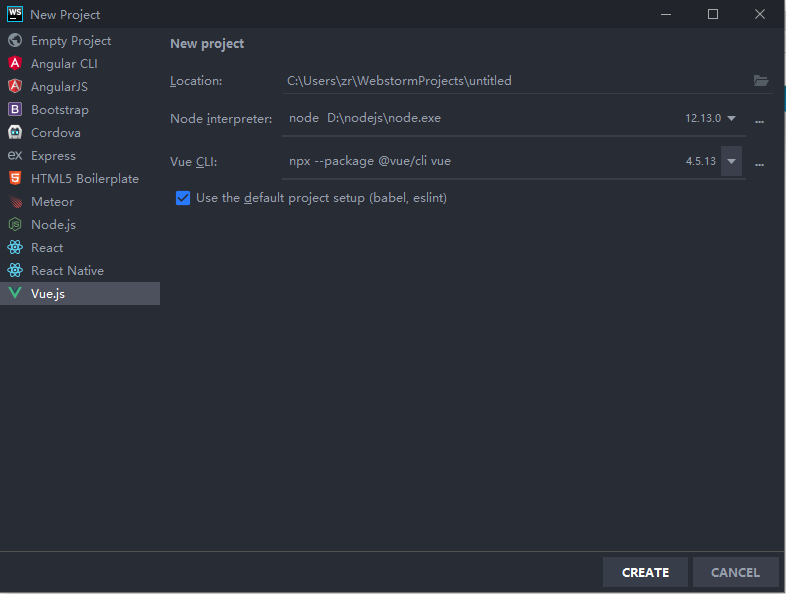 WS New Project
Empty Project
Angular CLI
AngularJS
B Bootstrap
Cordova
ex Express
HTML5 Boilerplate
Meteor
Node.js
React
React Native
Vue.js
New project
Location: C:\Users\zr\WebstormProjects\untitled
Node interpreter: node D:\nodejs\node.exe 12.13.0 ...
Vue CLI: npx --package @vue/cli vue 4.5.13 ...
Use the default project setup (babel, eslint)
CREATE CANCEL